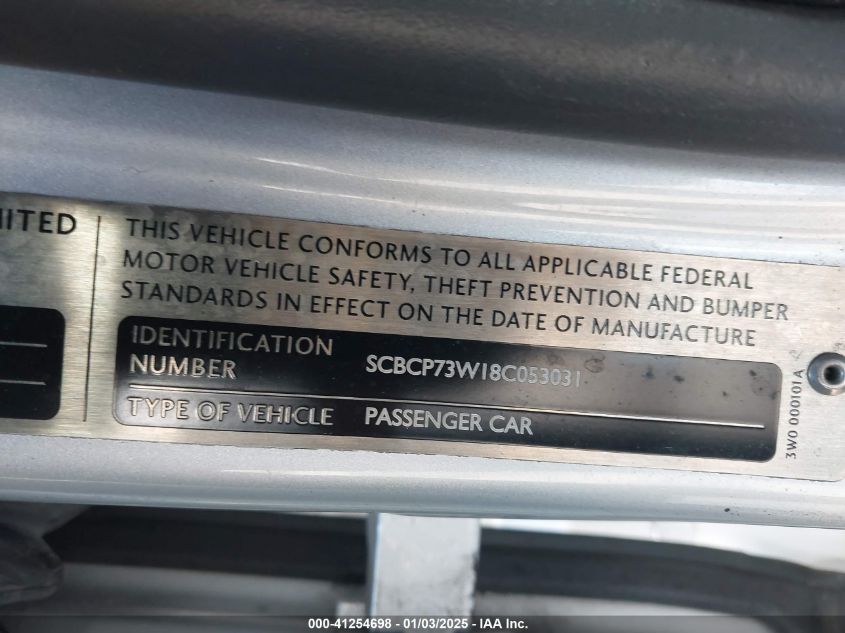 THIS VEHICLE CONFORMS TO ALL APPLICABLE FEDERAL
MOTOR VEHICLE SAFETY, THEFT PREVENTION AND BUMPER
STANDARDS IN EFFECT ON THE DATE OF MANUFACTURE
IDENTIFICATION
NUMBER SCBCP73W18C053031
TYPE OF VEHICLE PASSENGER CAR
3W0 000101A
000-41254698 - 01/03/2025 - IAA Inc.